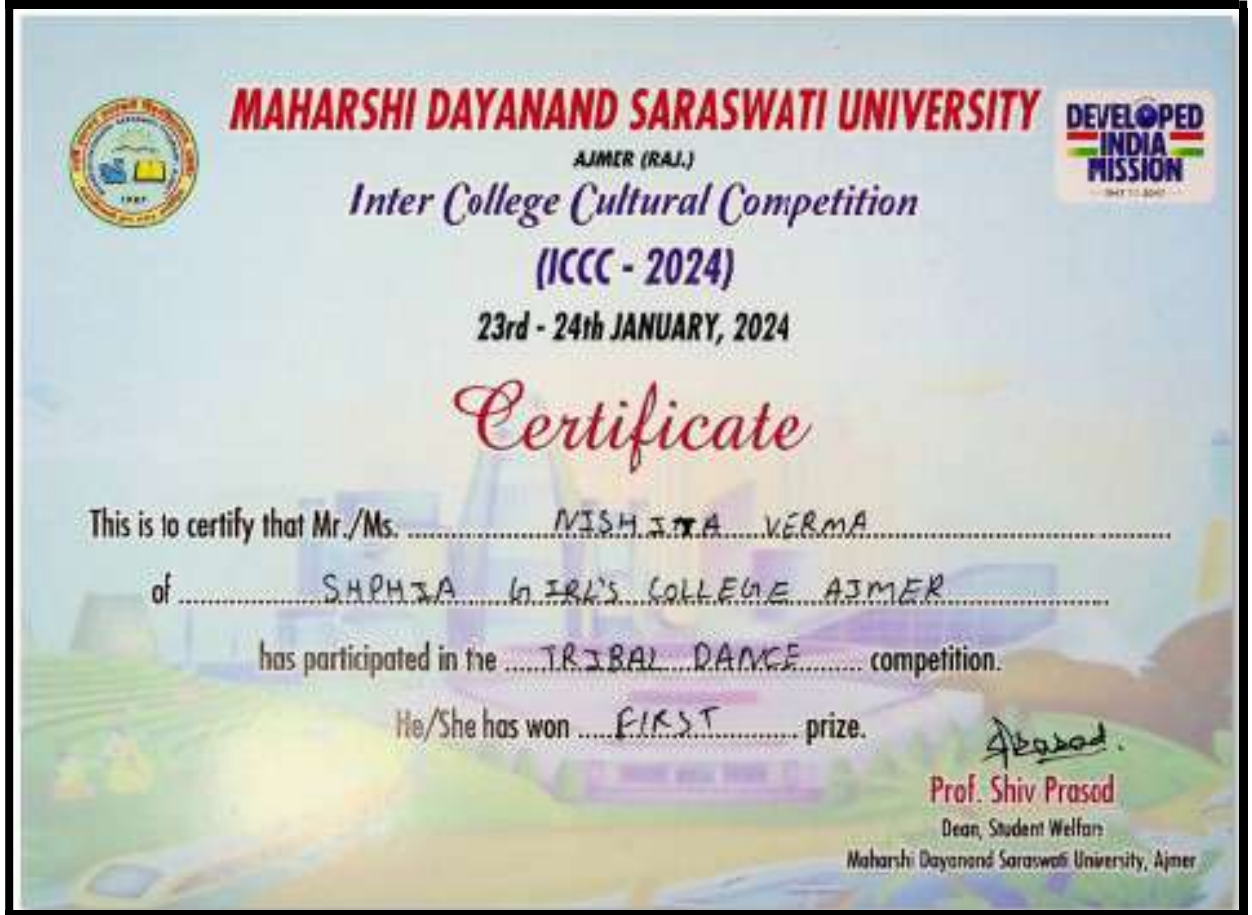 MAHARSHI DAYANAND SARASWATI UNIVERSITY
AJMER (RAJ.)
Inter College Cultural Competition
(ICCC - 2024)
23rd - 24th JANUARY, 2024
DEVELOPED
INDIA
MISSION
1987
Certificate
This is to certify that Mr./Ms. NISHITA VERMA
of SHPHIA GIRL'S COLLEGE AJMER
has participated in the TRIBAL DANCE competition.
He/She has won FIRST prize.
Prof. Shiv Prasad
Dean, Student Welfare
Maharshi Dayanand Saraswati University, Ajmer